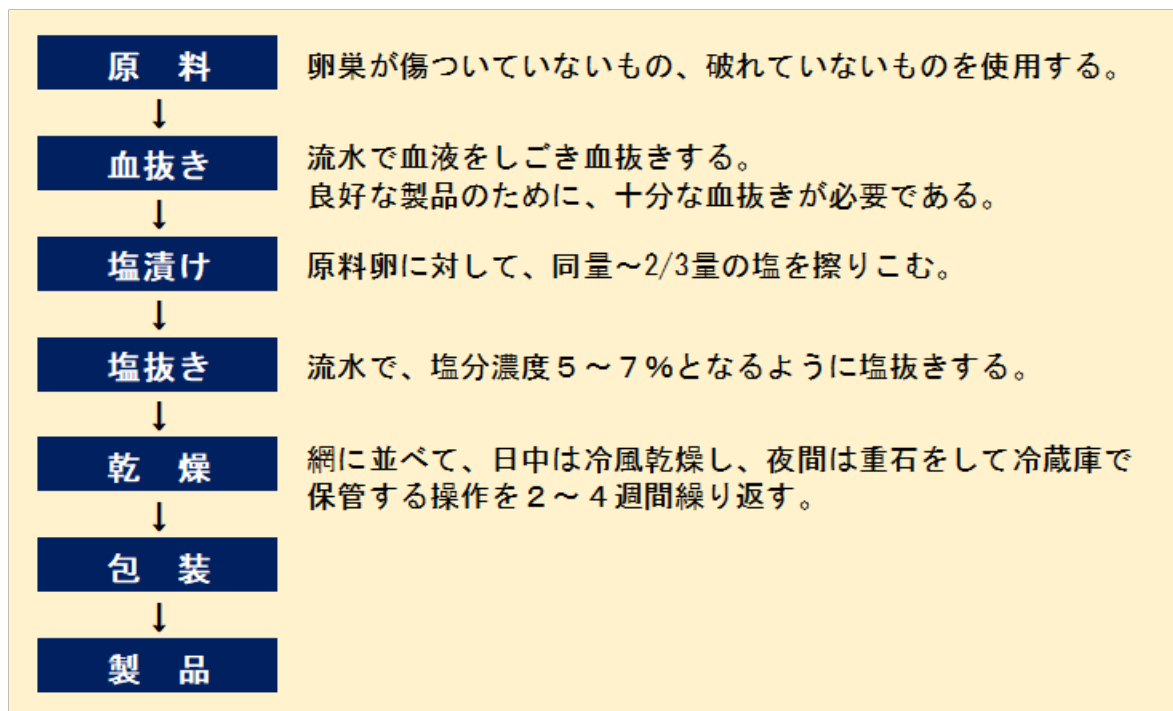 原　料
卵巣が傷ついていないもの、破れていないものを使用する。
↓
血抜き
流水で血液をしごき血抜きする。
良好な製品のために、十分な血抜きが必要である。
↓
塩漬け
原料卵に対して、同量～2/3量の塩を擦りこむ。
↓
塩抜き
流水で、塩分濃度５～７％となるように塩抜きする。
↓
乾　燥
網に並べて、日中は冷風乾燥し、夜間は重石をして冷蔵庫で
保管する操作を２～４週間繰り返す。
↓
包　装
↓
製　品